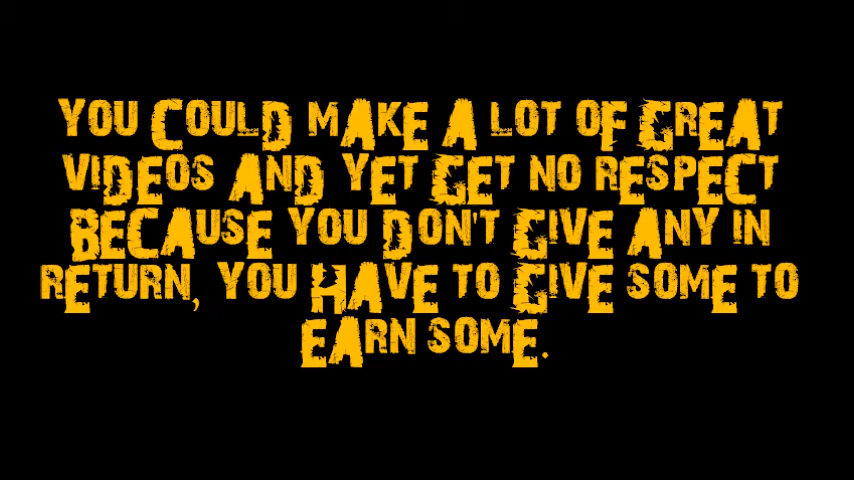 YOU COULD MAKE A LOT OF GREAT
VIDEOS AND YET GET NO RESPECT
BECAUSE YOU DON'T GIVE ANY IN
RETURN, YOU HAVE TO GIVE SOME TO
EARN SOME.